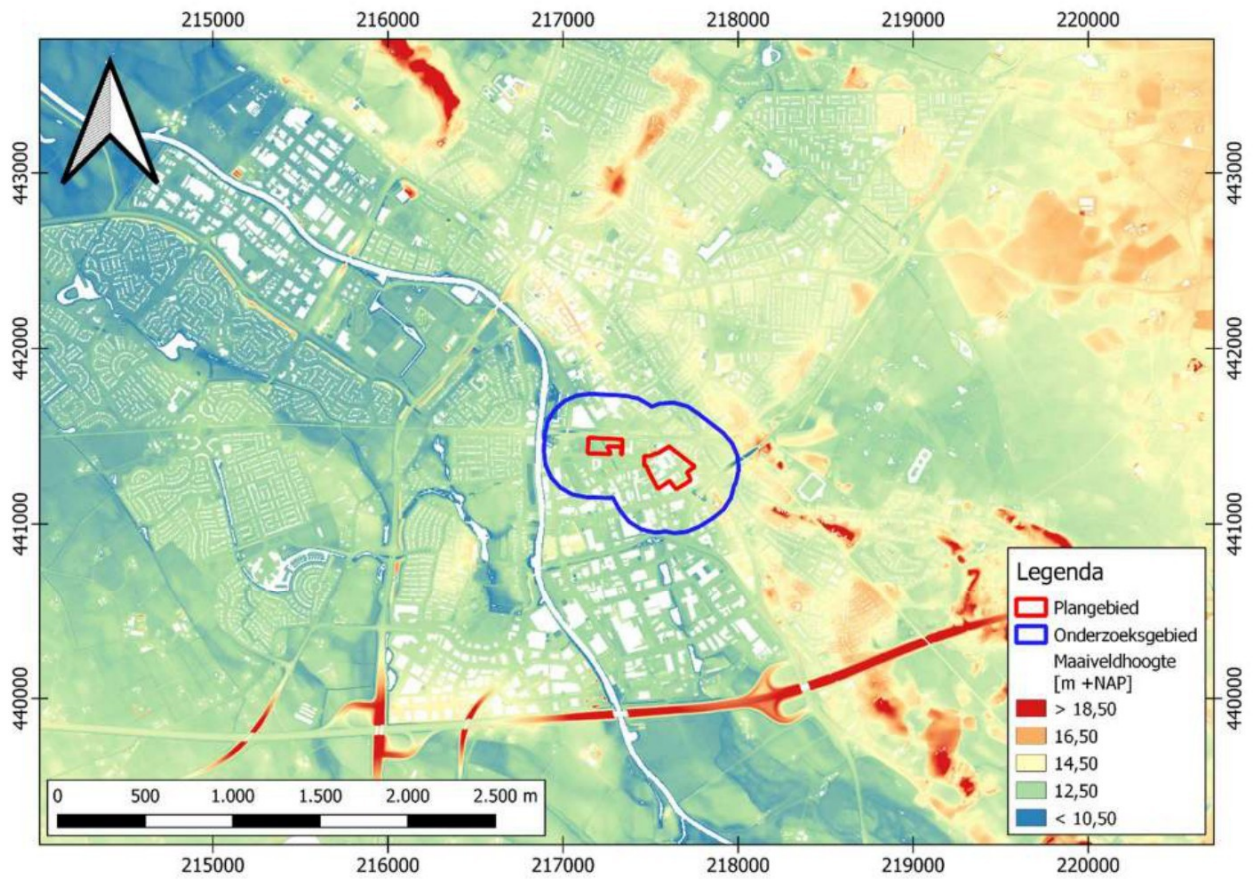 215000 216000 217000 218000 219000 220000
443000 443000
442000 442000
441000 441000
440000 440000
Legenda
Plangebied
Onderzoeksgebied
Maaiveldhoogte
[m +NAP]
> 18,50
16,50
14,50
12,50
< 10,50
0 500 1.000 1.500 2.000 2.500 m
215000 216000 217000 218000 219000 220000